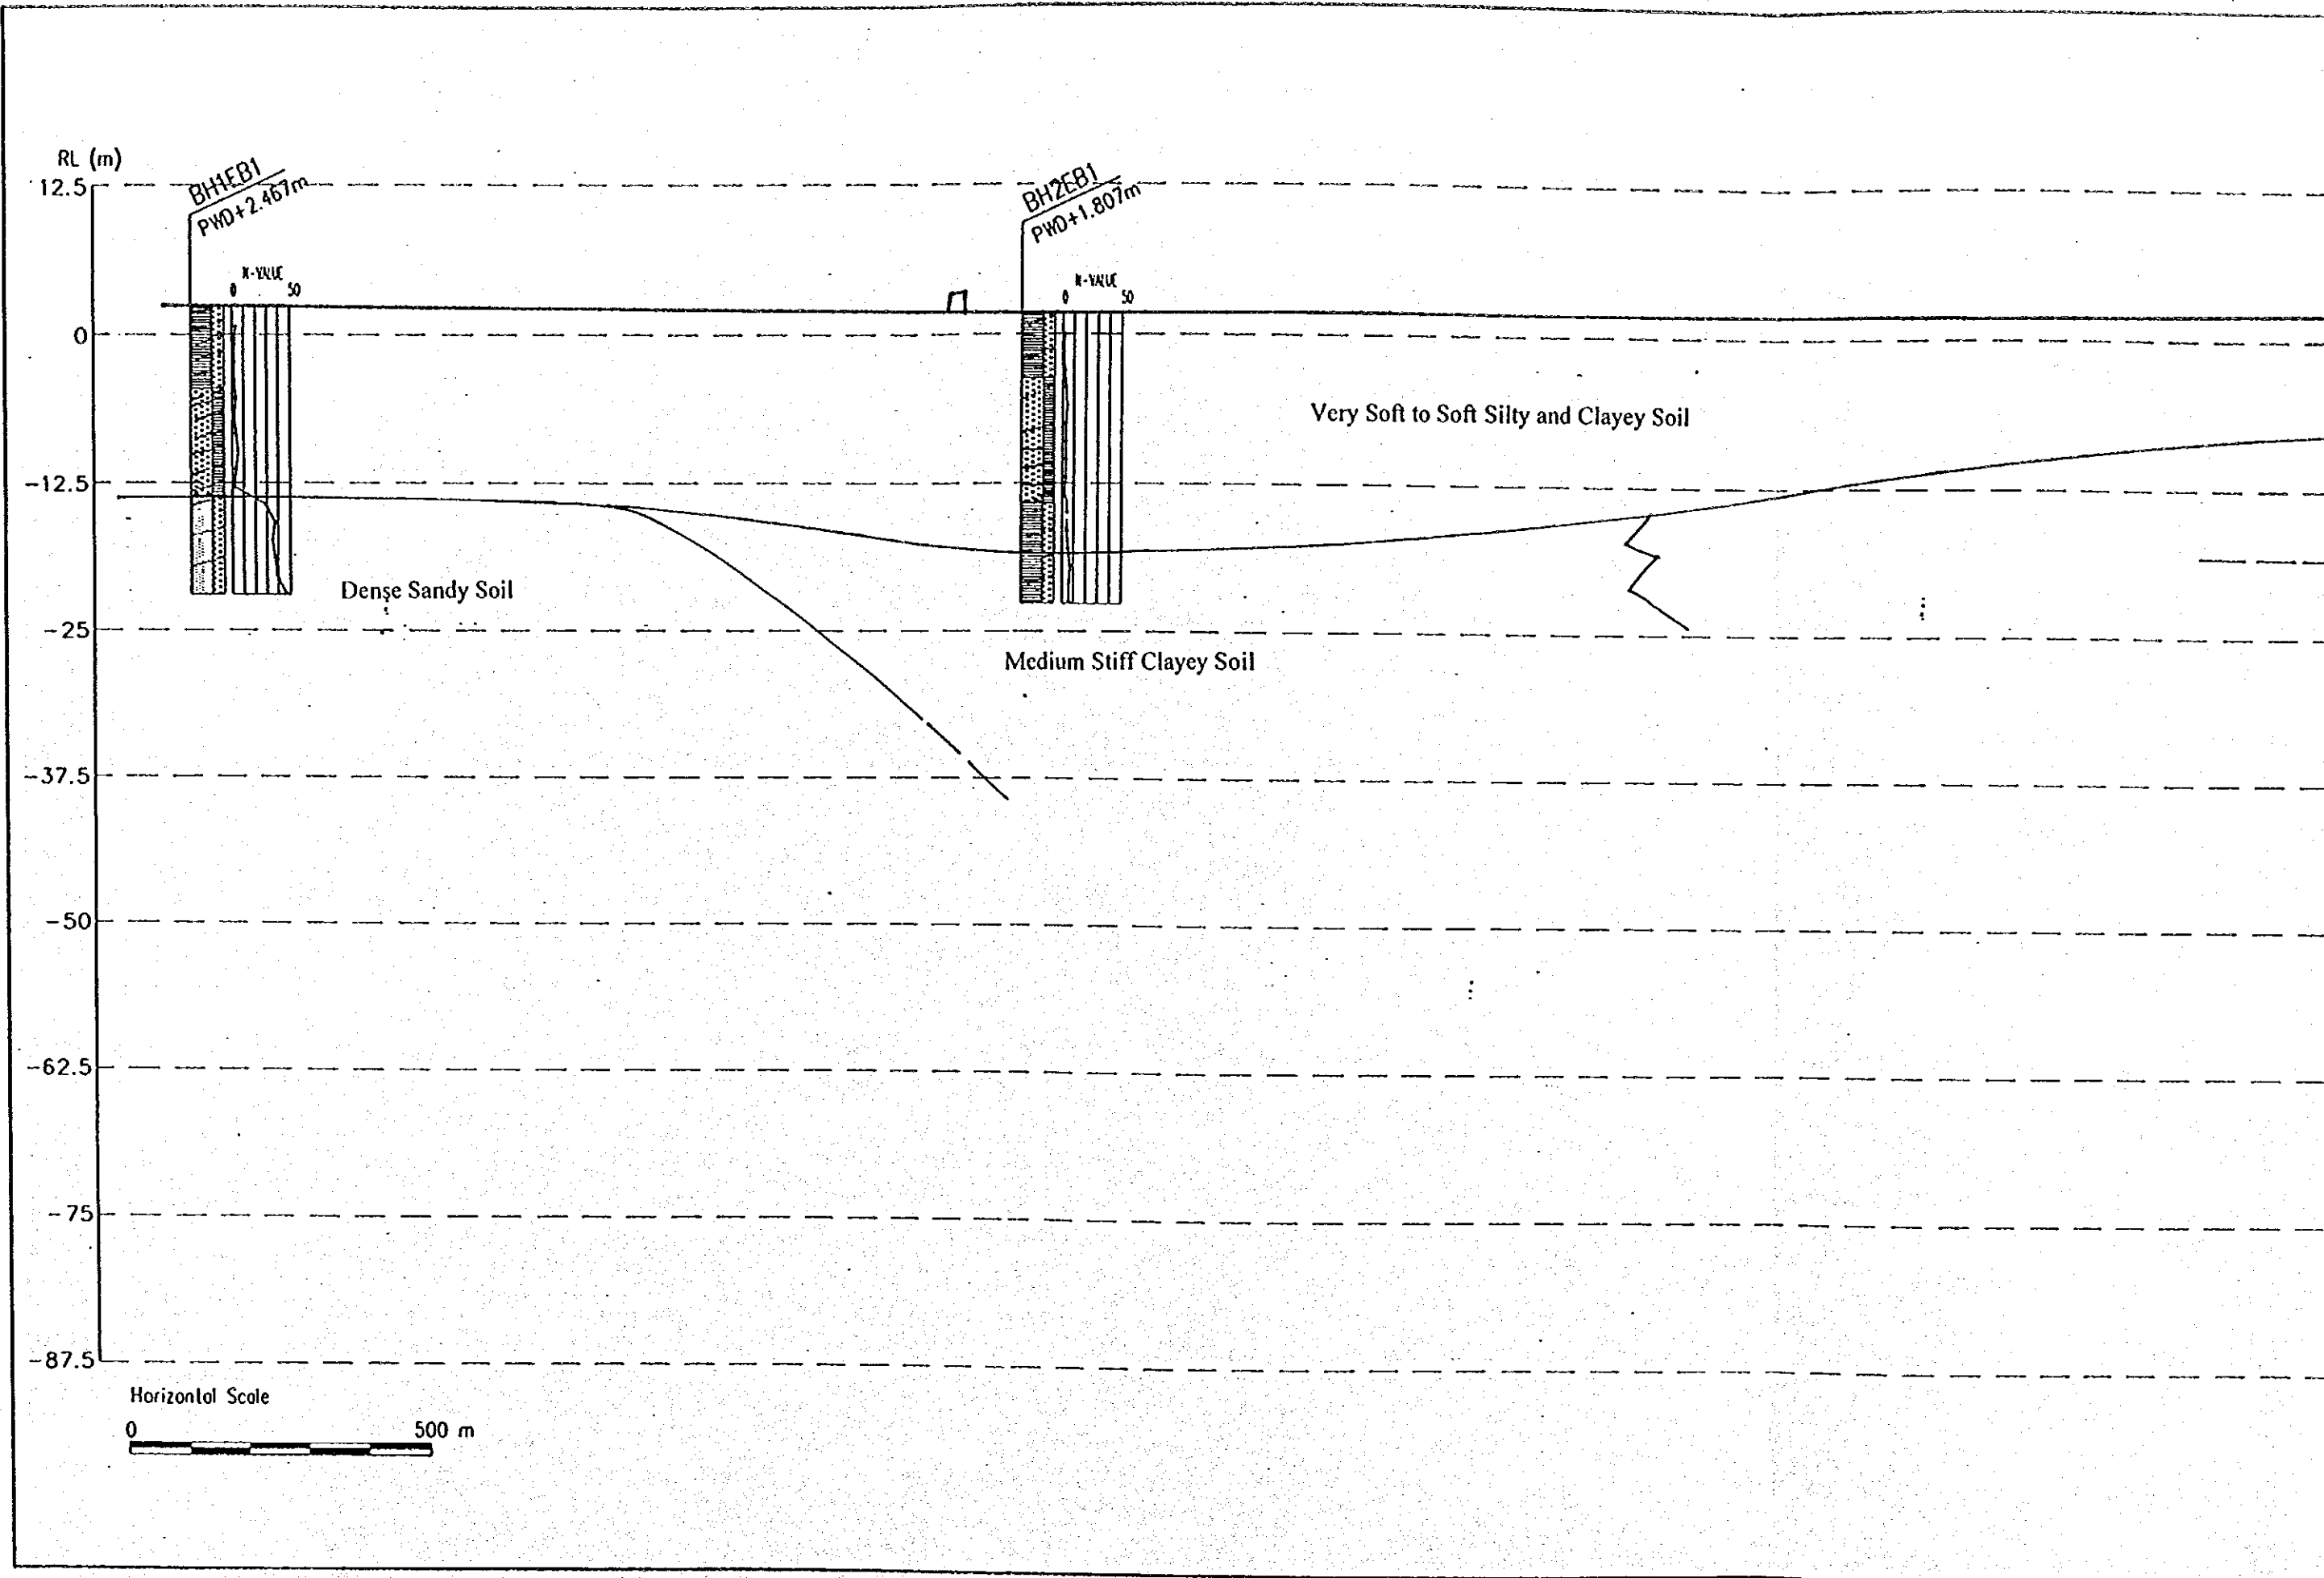 RL (m)
12.5
BH1EB1
PWD+2.467m
BH2EB1
PWD+1.807m
N-VALUE
0 50
N-VALUE
0 50
0
Very Soft to Soft Silty and Clayey Soil
-12.5
Dense Sandy Soil
-25
Medium Stiff Clayey Soil
-37.5
-50
-62.5
-75
-87.5
Horizontal Scale
0 500 m